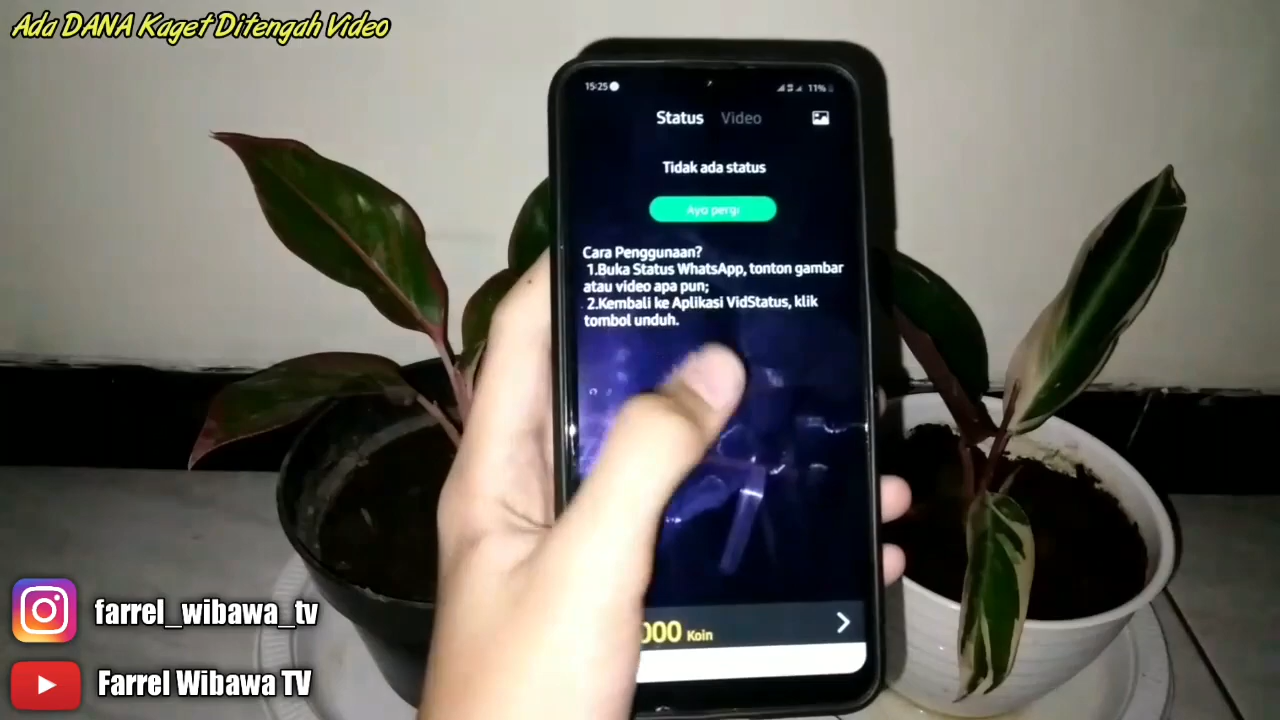 Ada DANA Kaget Ditengah Video
15:25
11%
Status Video
Tidak ada status
Ayo pergi
Cara Penggunaan?
1.Buka Status WhatsApp, tonton gambar
atau video apa pun;
2.Kembali ke Aplikasi VidStatus, klik
tombol unduh.
000 Koin
farrel_wibawa_tv
Farrel Wibawa TV